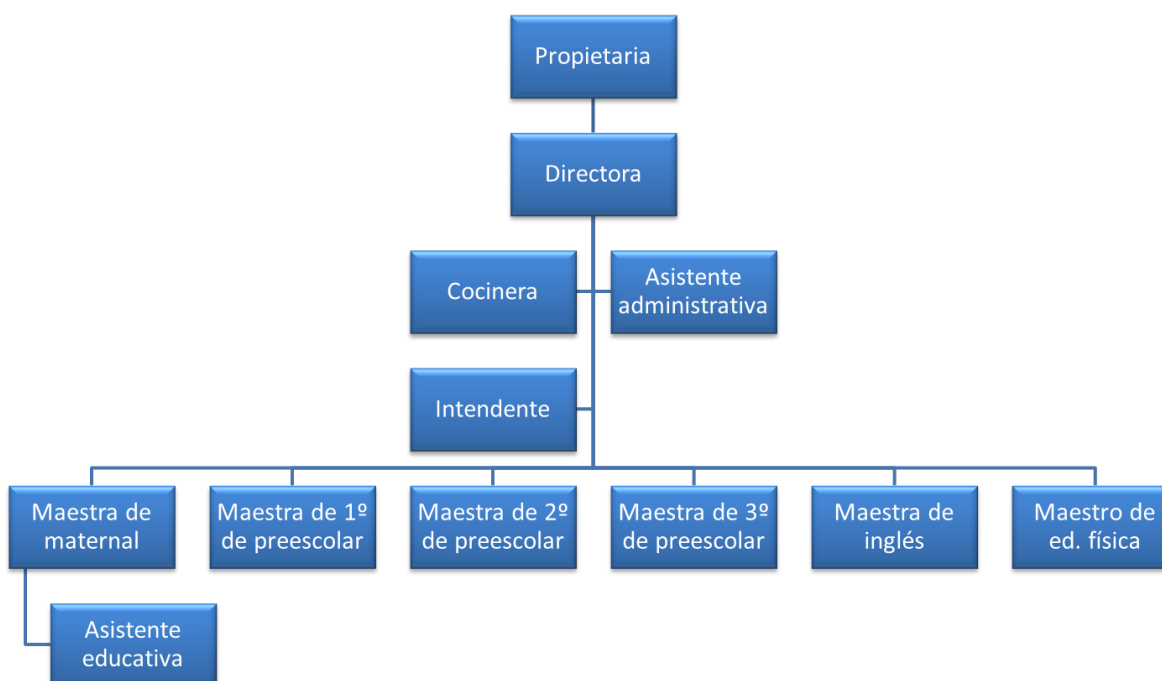 Propietaria
Directora
Cocinera
Asistente
administrativa
Intendente
Maestra de
maternal
Maestra de 1º
de preescolar
Maestra de 2º
de preescolar
Maestra de 3º
de preescolar
Maestra de
inglés
Maestro de
ed. física
Asistente
educativa